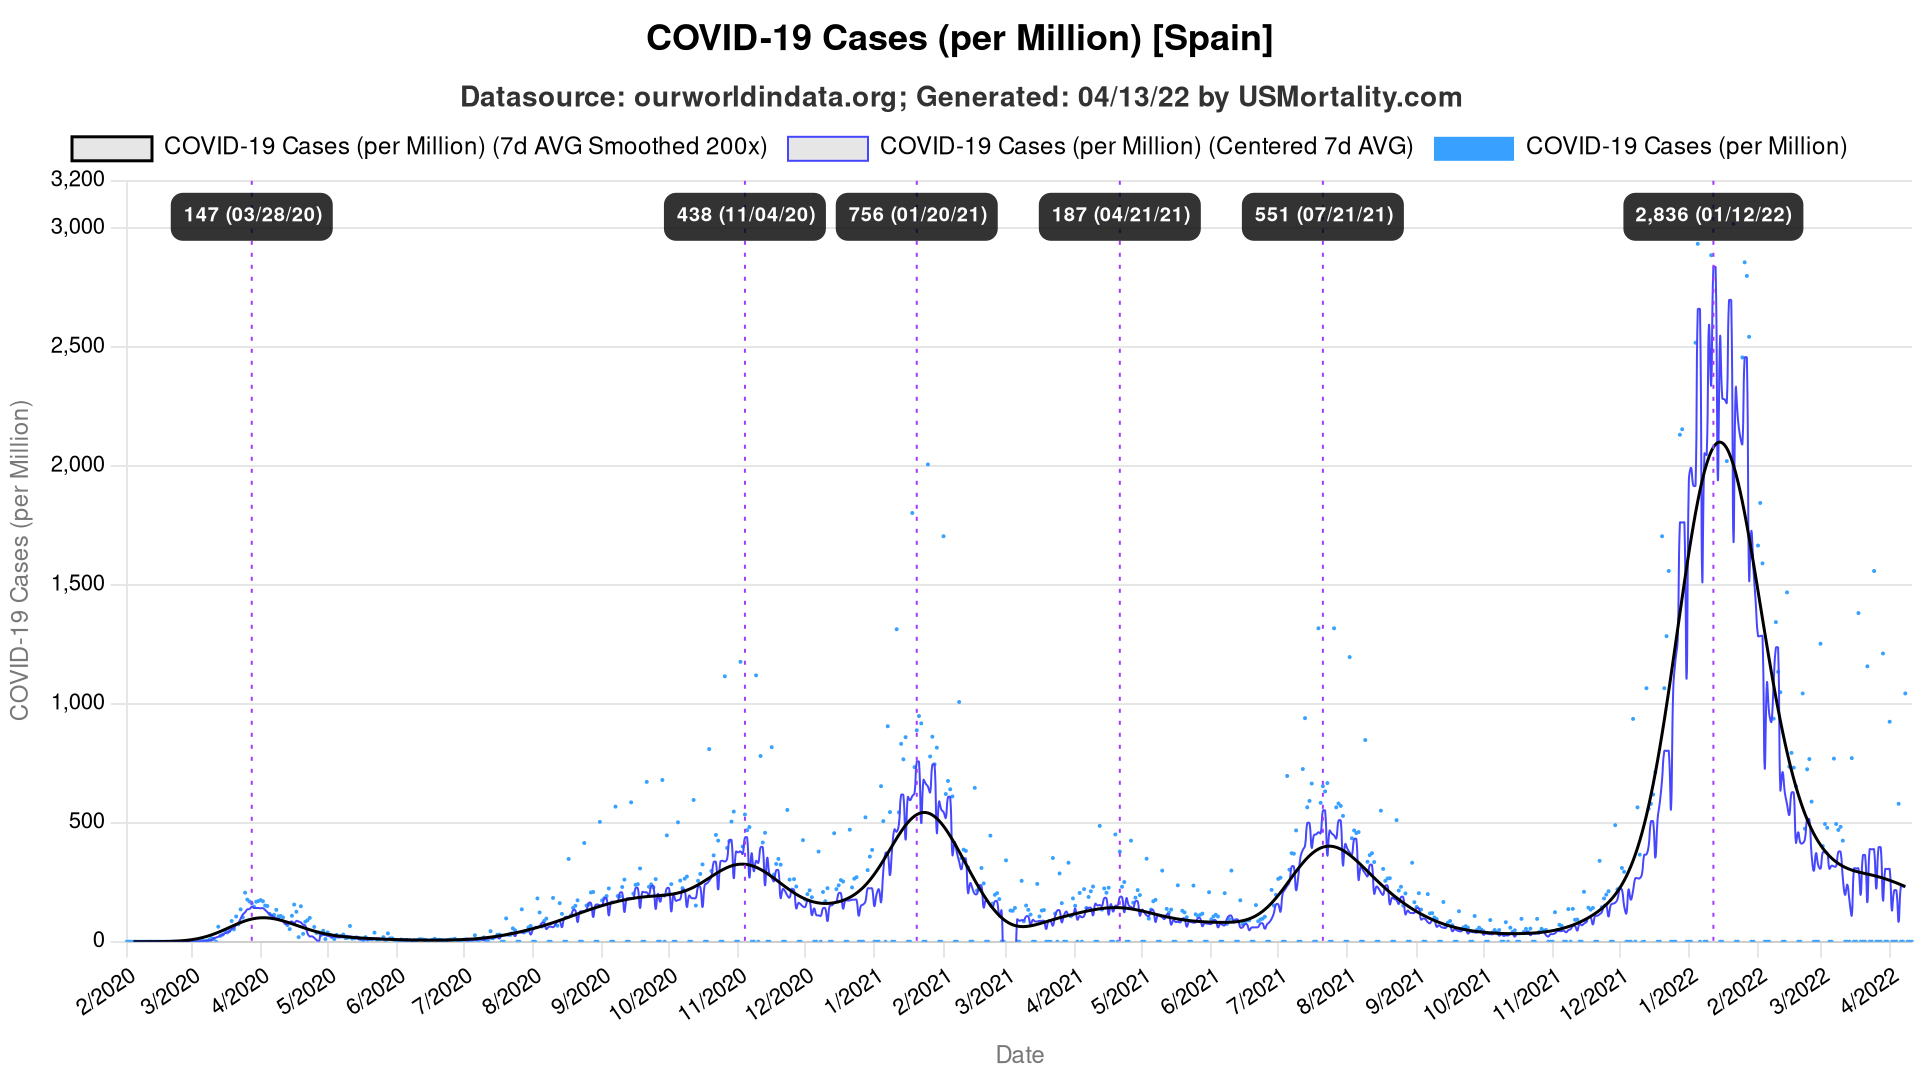 COVID-19 Cases (per Million) [Spain]
Datasource: ourworldindata.org; Generated: 04/13/22 by USMortality.com
COVID-19 Cases (per Million) (7d AVG Smoothed 200x) COVID-19 Cases (per Million) (Centered 7d AVG) COVID-19 Cases (per Million)
147 (03/28/20) 438 (11/04/20) 756 (01/20/21) 187 (04/21/21) 551 (07/21/21) 2,836 (01/12/22)
COVID-19 Cases (per Million)
3,200
3,000
2,500
2,000
1,500
1,000
500
0
2/2020 3/2020 4/2020 5/2020 6/2020 7/2020 8/2020 9/2020 10/2020 11/2020 12/2020 1/2021 2/2021 3/2021 4/2021 5/2021 6/2021 7/2021 8/2021 9/2021 10/2021 11/2021 12/2021 1/2022 2/2022 3/2022 4/2022
Date